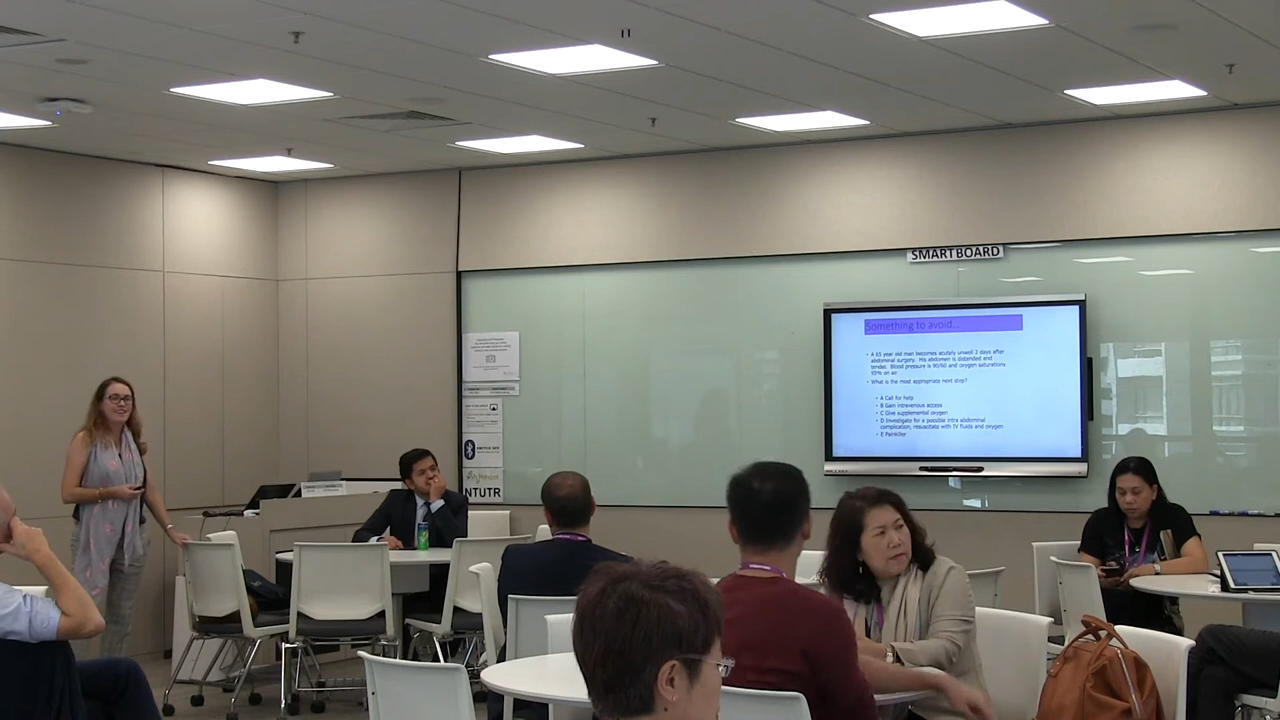 SMARTBOARD
Something to avoid...
A 65 year old man becomes acutely unwell 2 days after
abdominal surgery. His abdomen is distended and
tender. Blood pressure is 90/60 and oxygen saturations
95% on air
What is the most appropriate next step?
A Call for help
B Gain intravenous access
C Give supplemental oxygen
D Investigate for a possible intra abdominal
complication, resuscitate with IV fluids and oxygen
E Painkiller
SWITCH OFF
NTUTR